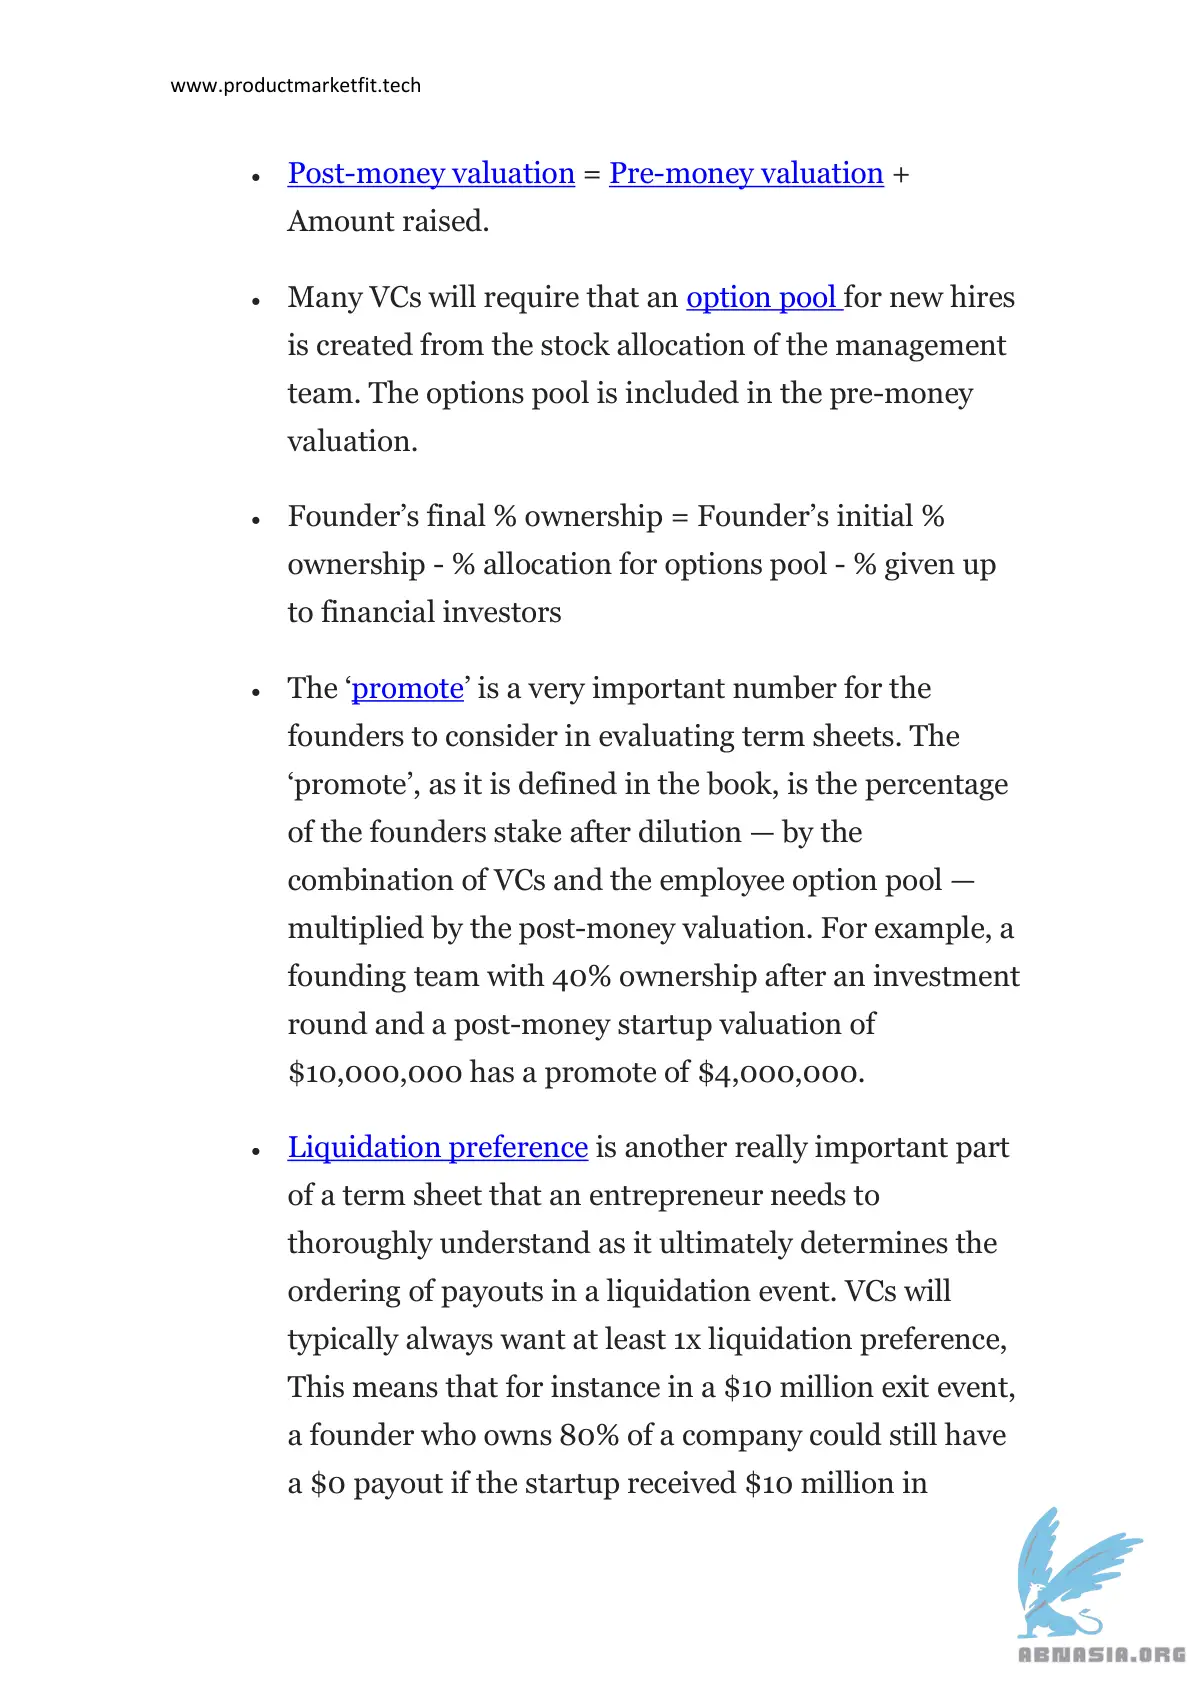 www.productmarketfit.tech
• Post-money valuation = Pre-money valuation +
Amount raised.
• Many VCs will require that an option pool for new hires
is created from the stock allocation of the management
team. The options pool is included in the pre-money
valuation.
• Founder’s final % ownership = Founder’s initial %
ownership - % allocation for options pool - % given up
to financial investors
• The ‘promote’ is a very important number for the
founders to consider in evaluating term sheets. The
‘promote’, as it is defined in the book, is the percentage
of the founders stake after dilution — by the
combination of VCs and the employee option pool —
multiplied by the post-money valuation. For example, a
founding team with 40% ownership after an investment
round and a post-money startup valuation of
$10,000,000 has a promote of $4,000,000.
• Liquidation preference is another really important part
of a term sheet that an entrepreneur needs to
thoroughly understand as it ultimately determines the
ordering of payouts in a liquidation event. VCs will
typically always want at least 1x liquidation preference,
This means that for instance in a $10 million exit event,
a founder who owns 80% of a company could still have
a $0 payout if the startup received $10 million in
ABNASIA.ORG